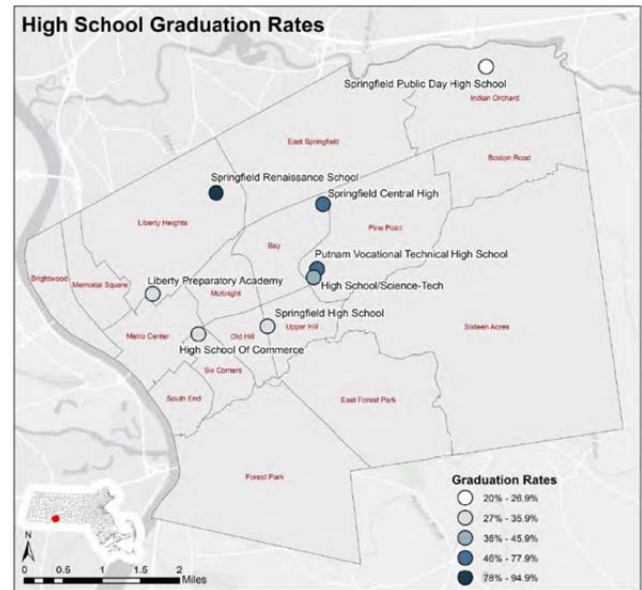 High School Graduation Rates
Springfield Public Day High School
Indian Orchard
East Springfield
Boston Road
Springfield Renaissance School
Springfield Central High
Liberty Heights
Pine Point
Bay
Putnam Vocational Technical High School
Brightwood
Memorial Square
Liberty Preparatory Academy
High School/Science-Tech
McKnight
Springfield High School
Sixteen Acres
Metro Center
Old Hill
Upper Hill
High School Of Commerce
Six Corners
South End
East Forest Park
Forest Park
Graduation Rates
20% - 26.9%
27% - 35.9%
36% - 45.9%
46% - 77.9%
78% - 94.9%
N
0 0.5 1 2
Miles